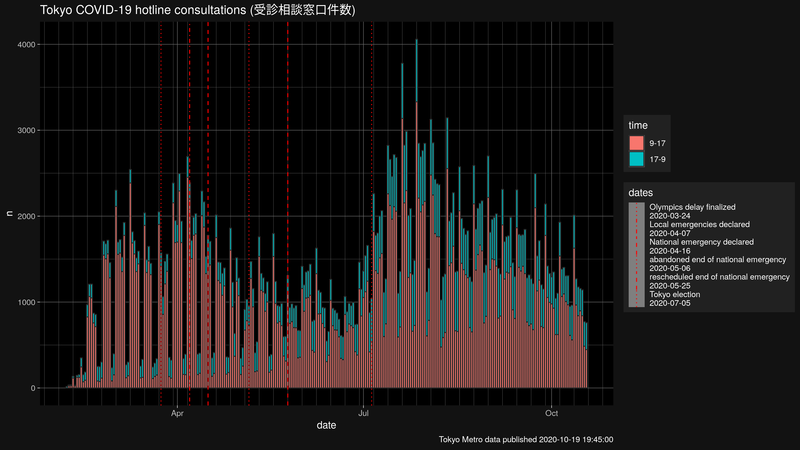 Tokyo COVID-19 hotline consultations (受診相談窓口件数)
4000
3000
2000
1000
0
n
Apr
Jul
Oct
date
time
9-17
17-9
dates
Olympics delay finalized
2020-03-24
Local emergencies declared
2020-04-07
National emergency declared
2020-04-16
abandoned end of national emergency
2020-05-06
rescheduled end of national emergency
2020-05-25
Tokyo election
2020-07-05
Tokyo Metro data published 2020-10-19 19:45:00